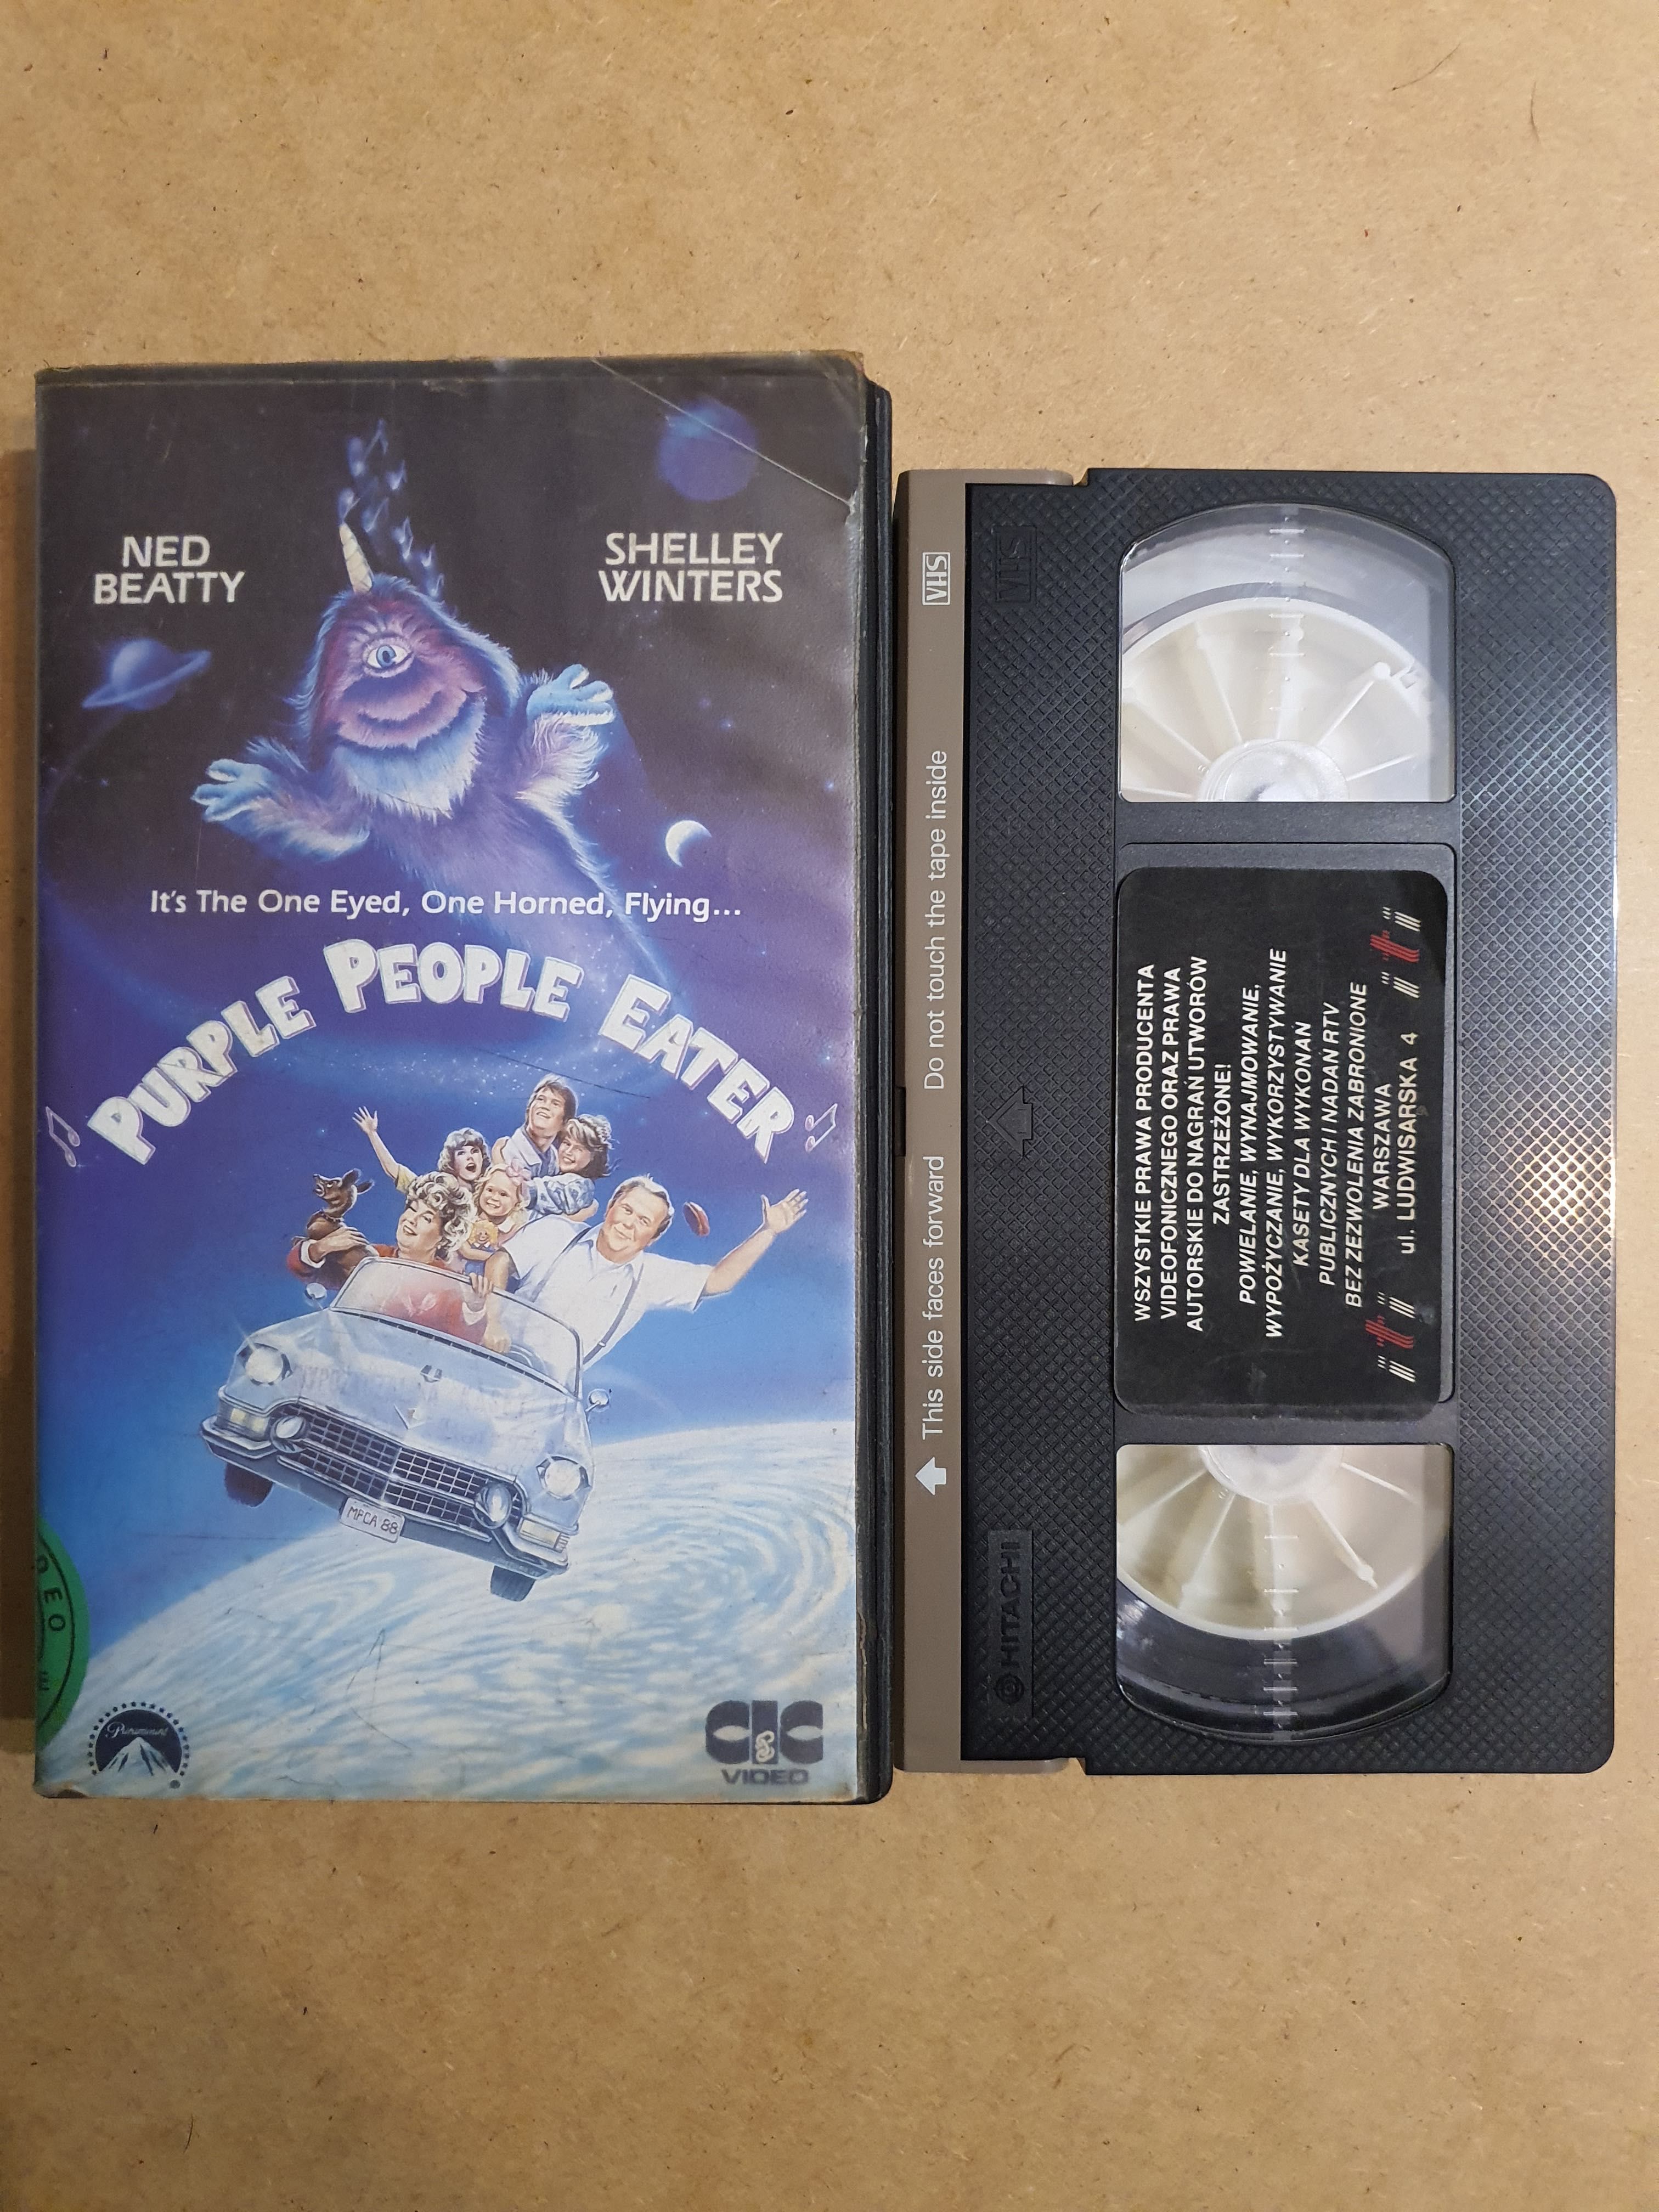 NED
BEATTY
SHELLEY
WINTERS
It's The One Eyed, One Horned, Flying...
PURPLE PEOPLE EATER
MPCA 88
Paramount
CIC
VIDEO
VHS
Do not touch the tape inside
This side faces forward
VHS
HITACHI
WSZYSTKIE PRAWA PRODUCENTA
VIDEOFONICZNEGO ORAZ PRAWA
AUTORSKIE DO NAGRAŃ UTWORÓW
ZASTRZEŻONE!
POWIELANIE, WYNAJMOWANIE,
WYPOŻYCZANIE, WYKORZYSTYWANIE
KASETY DLA WYKONAŃ
PUBLICZNYCH I NADAŃ RTV
BEZ ZEZWOLENIA ZABRONIONE
WARSZAWA
ul. LUDWISARSKA 4